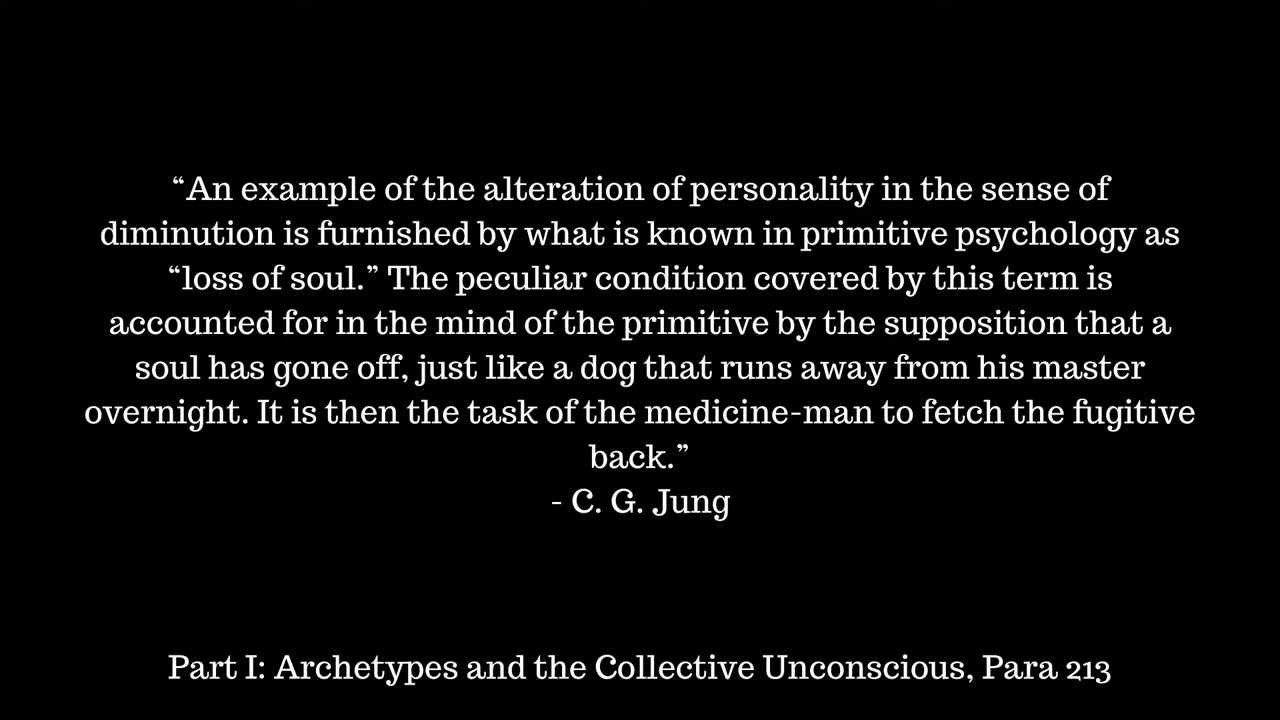 “An example of the alteration of personality in the sense of
diminution is furnished by what is known in primitive psychology as
“loss of soul.” The peculiar condition covered by this term is
accounted for in the mind of the primitive by the supposition that a
soul has gone off, just like a dog that runs away from his master
overnight. It is then the task of the medicine-man to fetch the fugitive
back.”
- C. G. Jung
Part I: Archetypes and the Collective Unconscious, Para 213